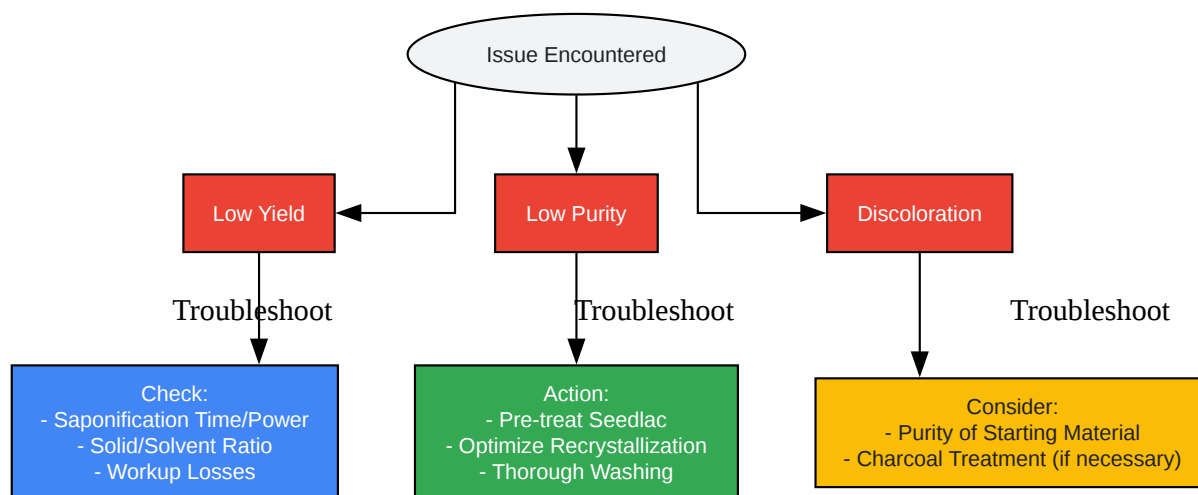 Issue Encountered
Low Yield
Low Purity
Discoloration
Troubleshoot
Troubleshoot
Troubleshoot
Check:
- Saponification Time/Power
- Solid/Solvent Ratio
- Workup Losses
Action:
- Pre-treat Seedlac
- Optimize Recrystallization
- Thorough Washing
Consider:
- Purity of Starting Material
- Charcoal Treatment (if necessary)